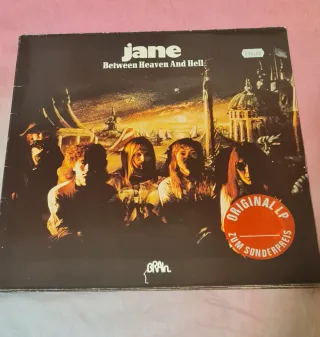 jane
Between Heaven And Hell
ORIGINAL LP
ZUM SONDERPREIS
BRAIN